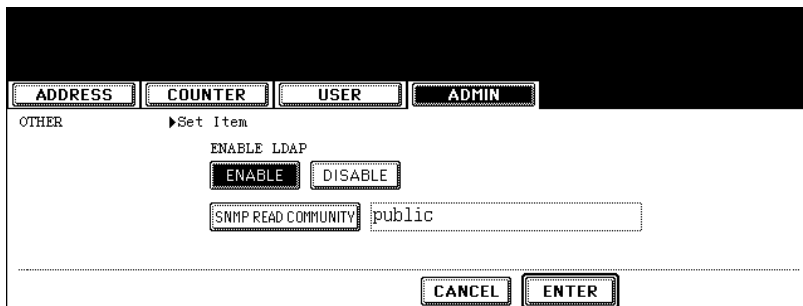 ADDRESS COUNTER USER ADMIN
OTHER ▶Set Item
ENABLE LDAP
ENABLE DISABLE
SNMP READ COMMUNITY public
CANCEL ENTER